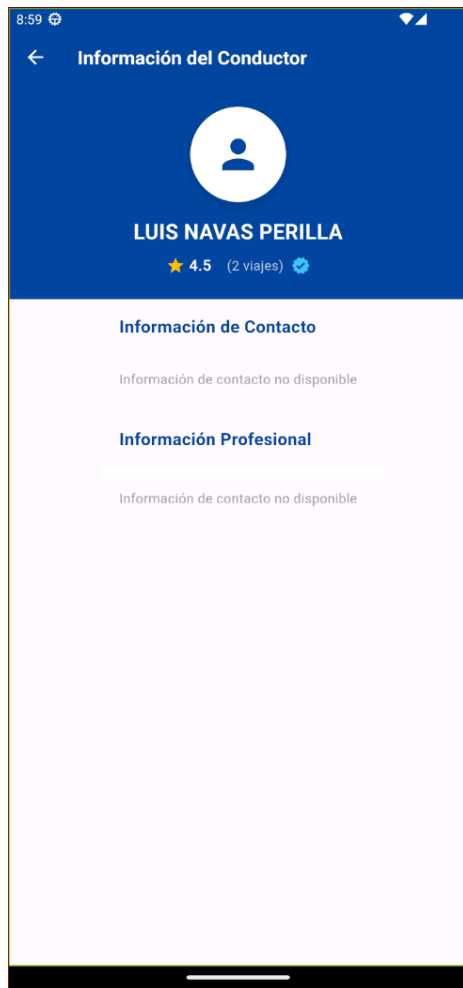 8:59
Información del Conductor
LUIS NAVAS PERILLA
4.5 (2 viajes)
Información de Contacto
Información de contacto no disponible
Información Profesional
Información de contacto no disponible